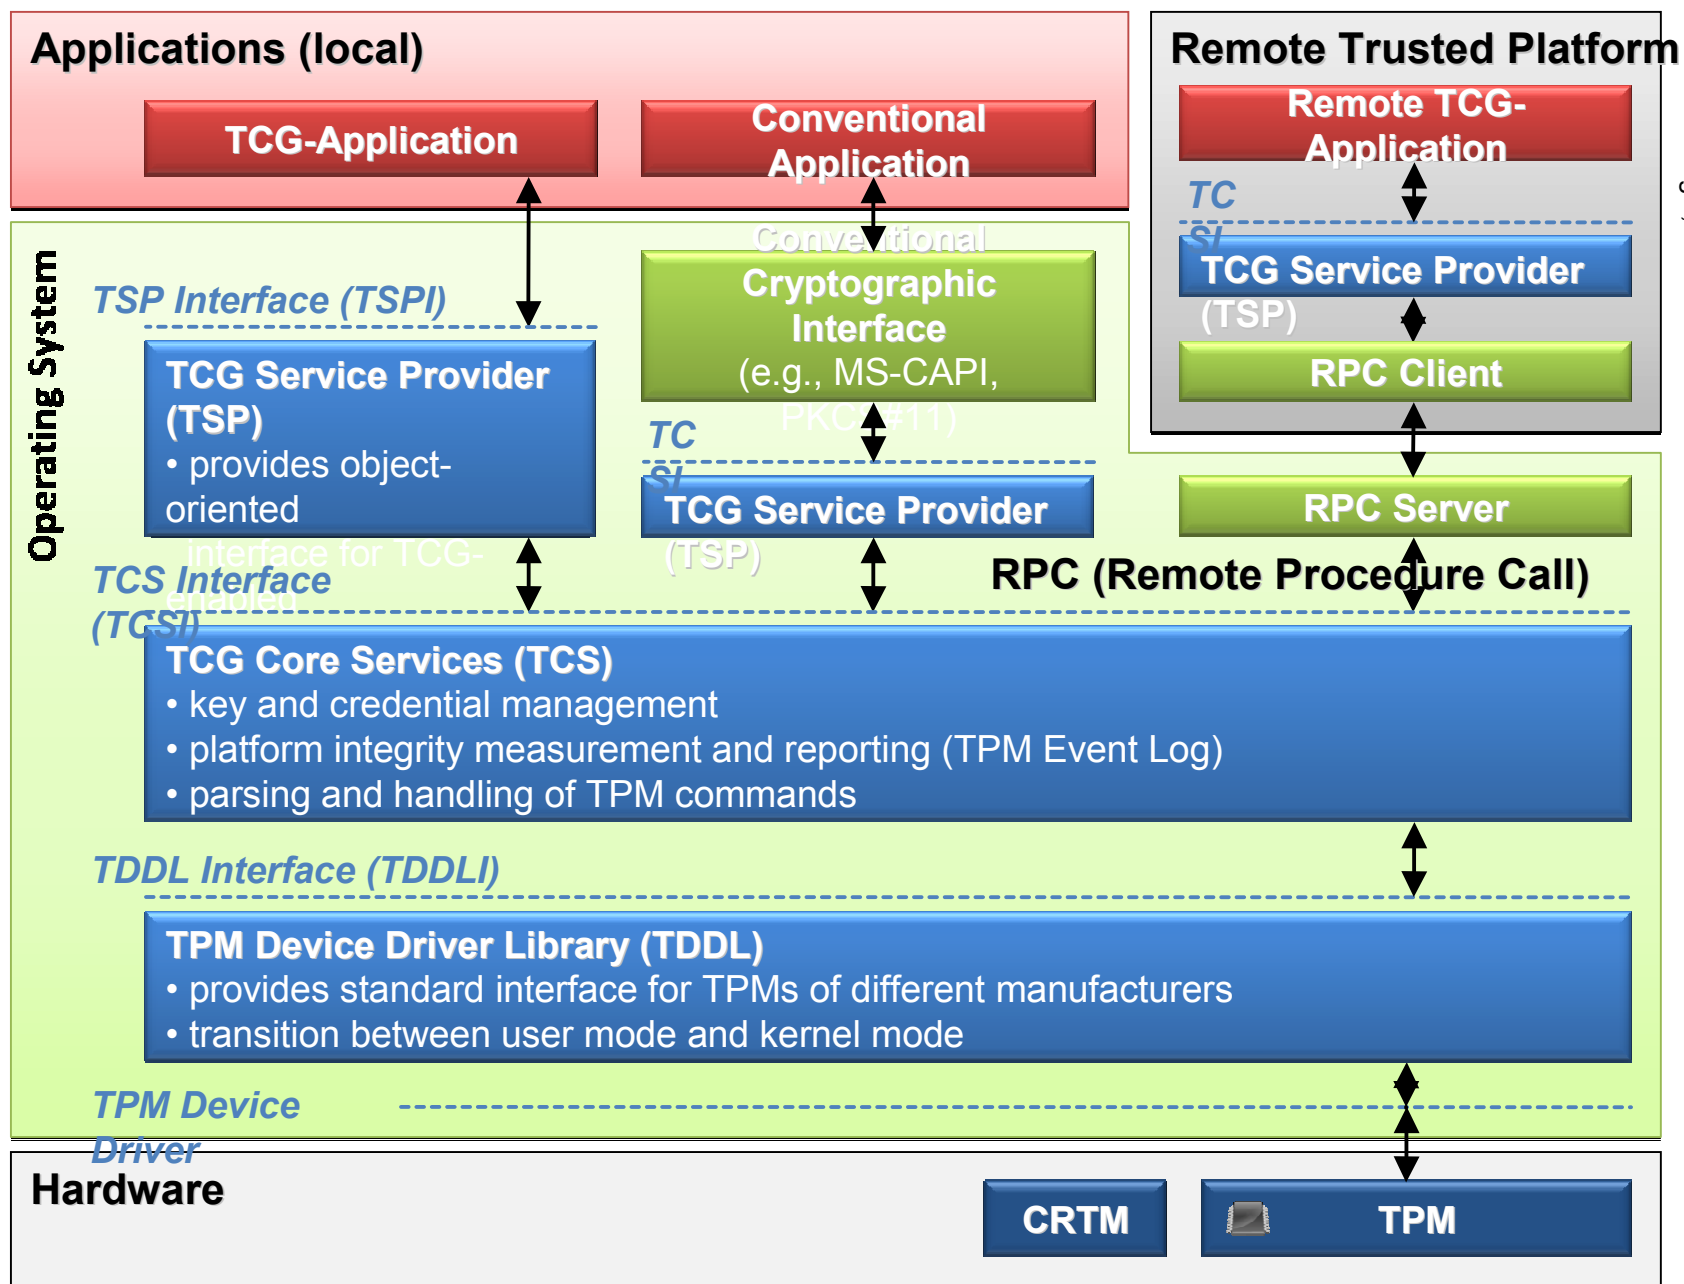 Applications (local)
TCG-Application
Conventional
Application
Remote Trusted Platform
Remote TCG-
Application
TC
SI
TCG Service Provider
(TSP)
RPC Client
Operating System
TSP Interface (TSPI)
TCG Service Provider
(TSP)
• provides object-
oriented
interface for TCG-
enabled
Conventional
Cryptographic
Interface
(e.g., MS-CAPI,
PKCS#11)
TC
SI
TCG Service Provider
(TSP)
RPC Server
RPC (Remote Procedure Call)
TCS Interface
(TCSI)
TCG Core Services (TCS)
• key and credential management
• platform integrity measurement and reporting (TPM Event Log)
• parsing and handling of TPM commands
TDDL Interface (TDDLI)
TPM Device Driver Library (TDDL)
• provides standard interface for TPMs of different manufacturers
• transition between user mode and kernel mode
TPM Device
Driver
Hardware
CRTM
TPM